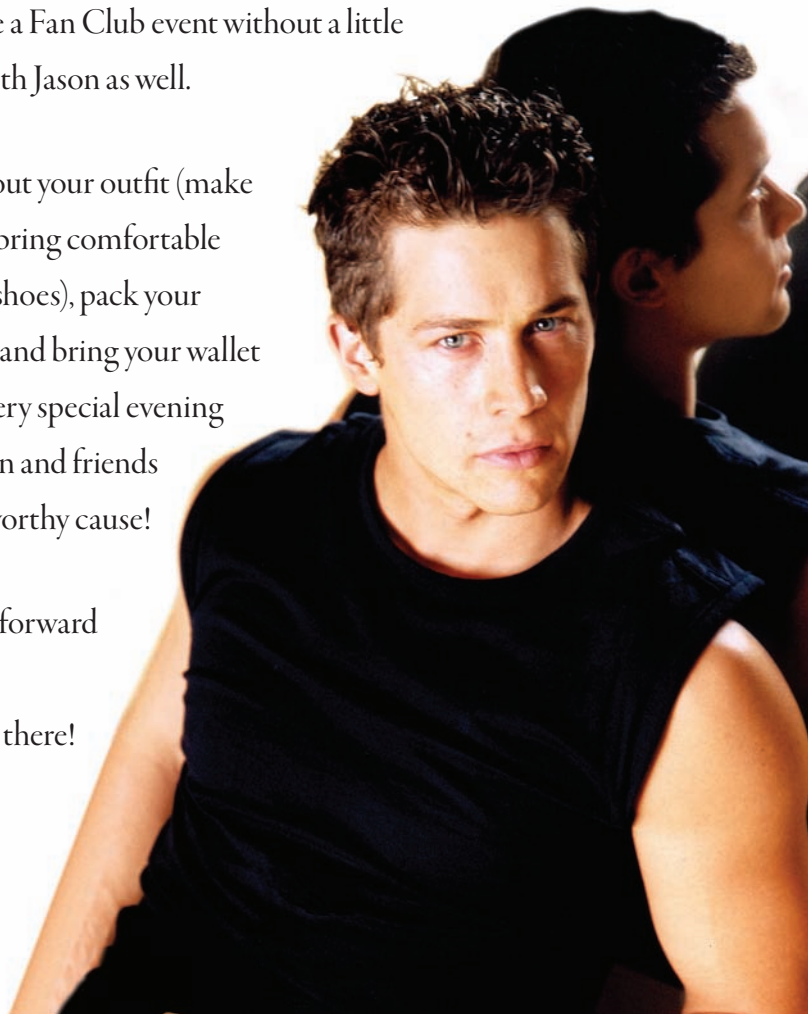 a Fan Club event without a little
th Jason as well.
out your outfit (make
bring comfortable
shoes), pack your
and bring your wallet
ery special evening
n and friends
orthy cause!
forward
there!